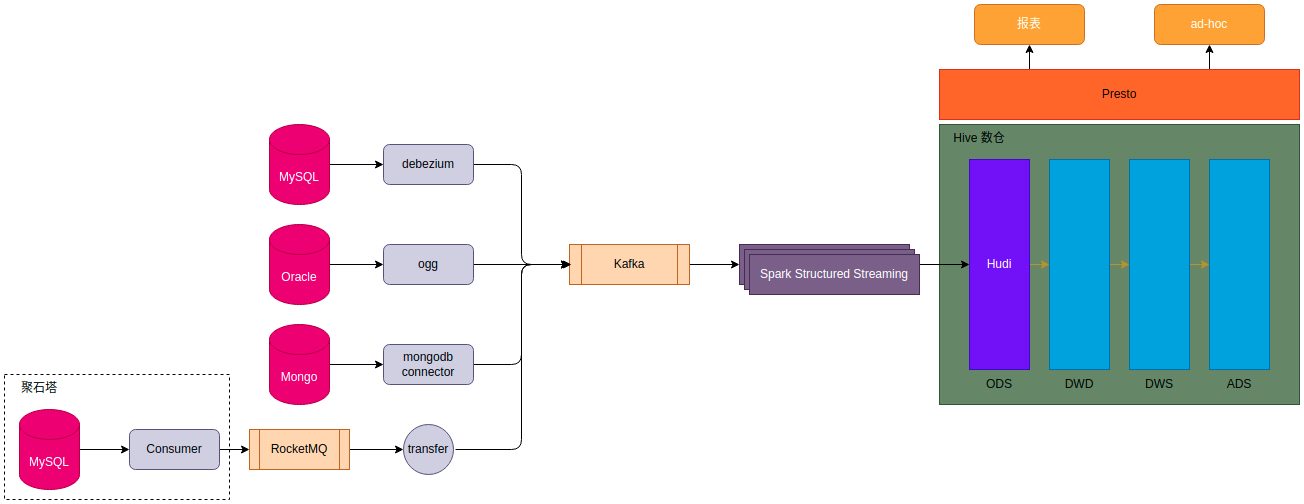 报表
ad-hoc
Presto
Hive 数仓
MySQL
debezium
Oracle
ogg
Kafka
Spark Structured Streaming
Hudi
Mongo
mongodb
connector
ODS
DWD
DWS
ADS
聚石塔
MySQL
Consumer
RocketMQ
transfer